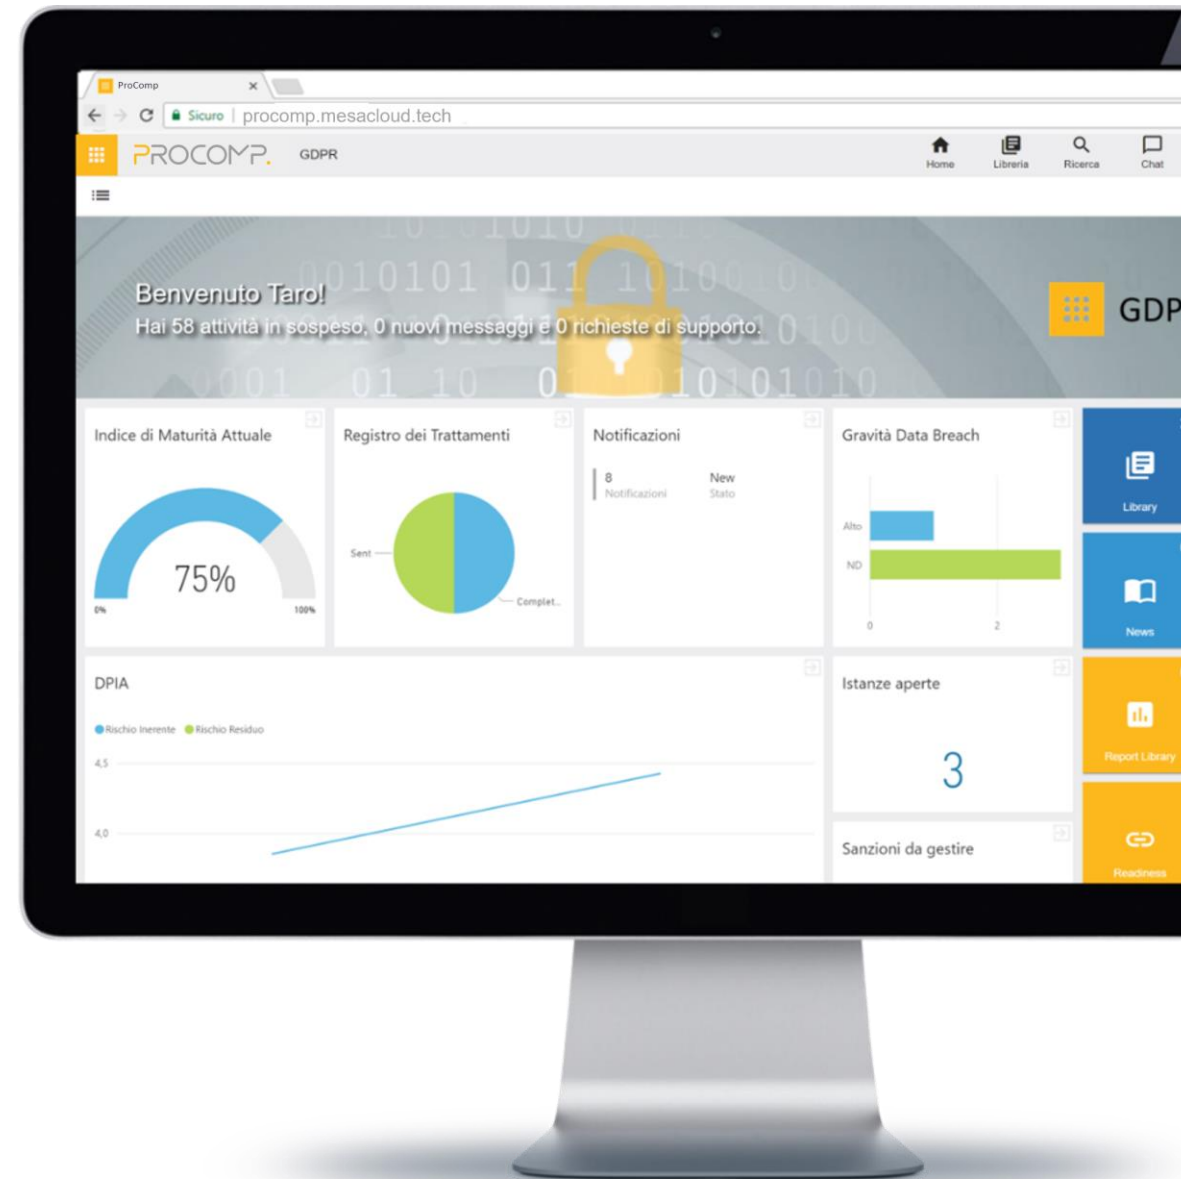 ProComp
Sicuro
procomp.mesacloud.tech
PROCOMP.
GDPR
Home
Libreria
Ricerca
Chat
Benvenuto Taro!
Hai 58 attività in sospeso, 0 nuovi messaggi e 0 richieste di supporto.
GDP
Indice di Maturità Attuale
75%
0%
100%
Registro dei Trattamenti
Sent
Complet...
Notificazioni
8
New
Notificazioni
Stato
Gravità Data Breach
Alto
ND
0
2
Library
News
DPIA
Rischio Inerente
Rischio Residuo
4,5
4,0
Istanze aperte
3
Report Library
Sanzioni da gestire
Readiness